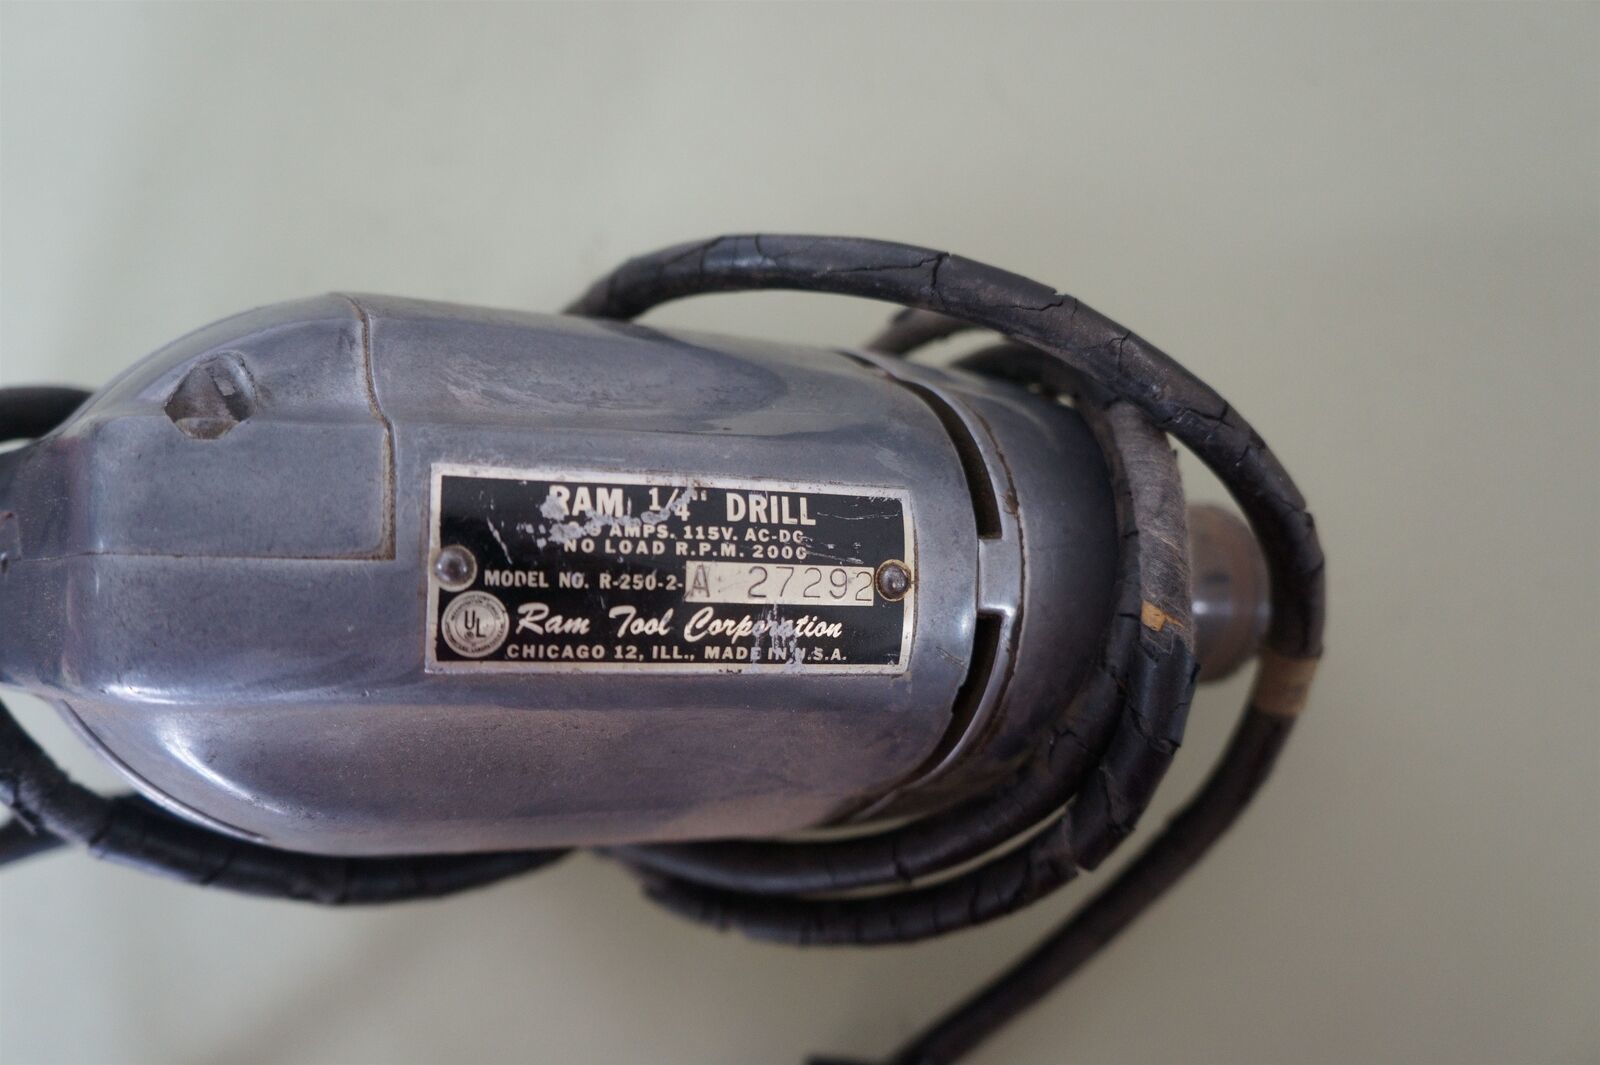 RAM 1/4" DRILL
AMPS. 115V. AC-DC
NO LOAD R.P.M. 2000
MODEL NO. R-250-2-A 27292
UL
Ram Tool Corporation
CHICAGO 12, ILL., MADE IN U.S.A.